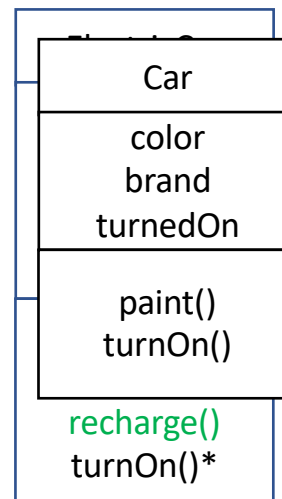 Car
color
brand
turnedOn
paint()
turnOn()
recharge()
turnOn()*